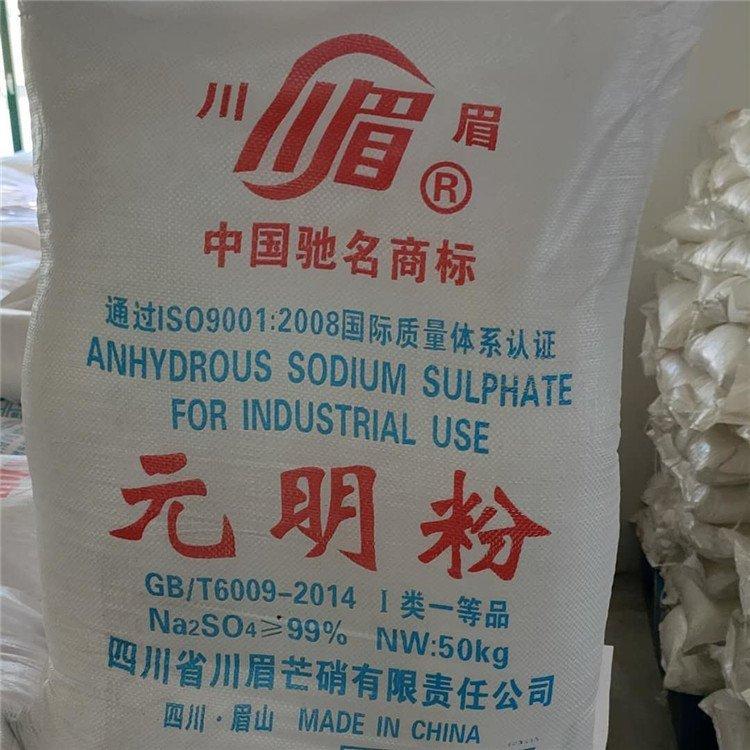 川 川眉 眉
®
中国驰名商标
通过ISO9001:2008国际质量体系认证
ANHYDROUS SODIUM SULPHATE
FOR INDUSTRIAL USE
元明粉
GB/T6009-2014 Ⅰ类一等品
Na₂SO₄≥99% NW:50kg
四川省川眉芒硝有限责任公司
四川·眉山 MADE IN CHINA